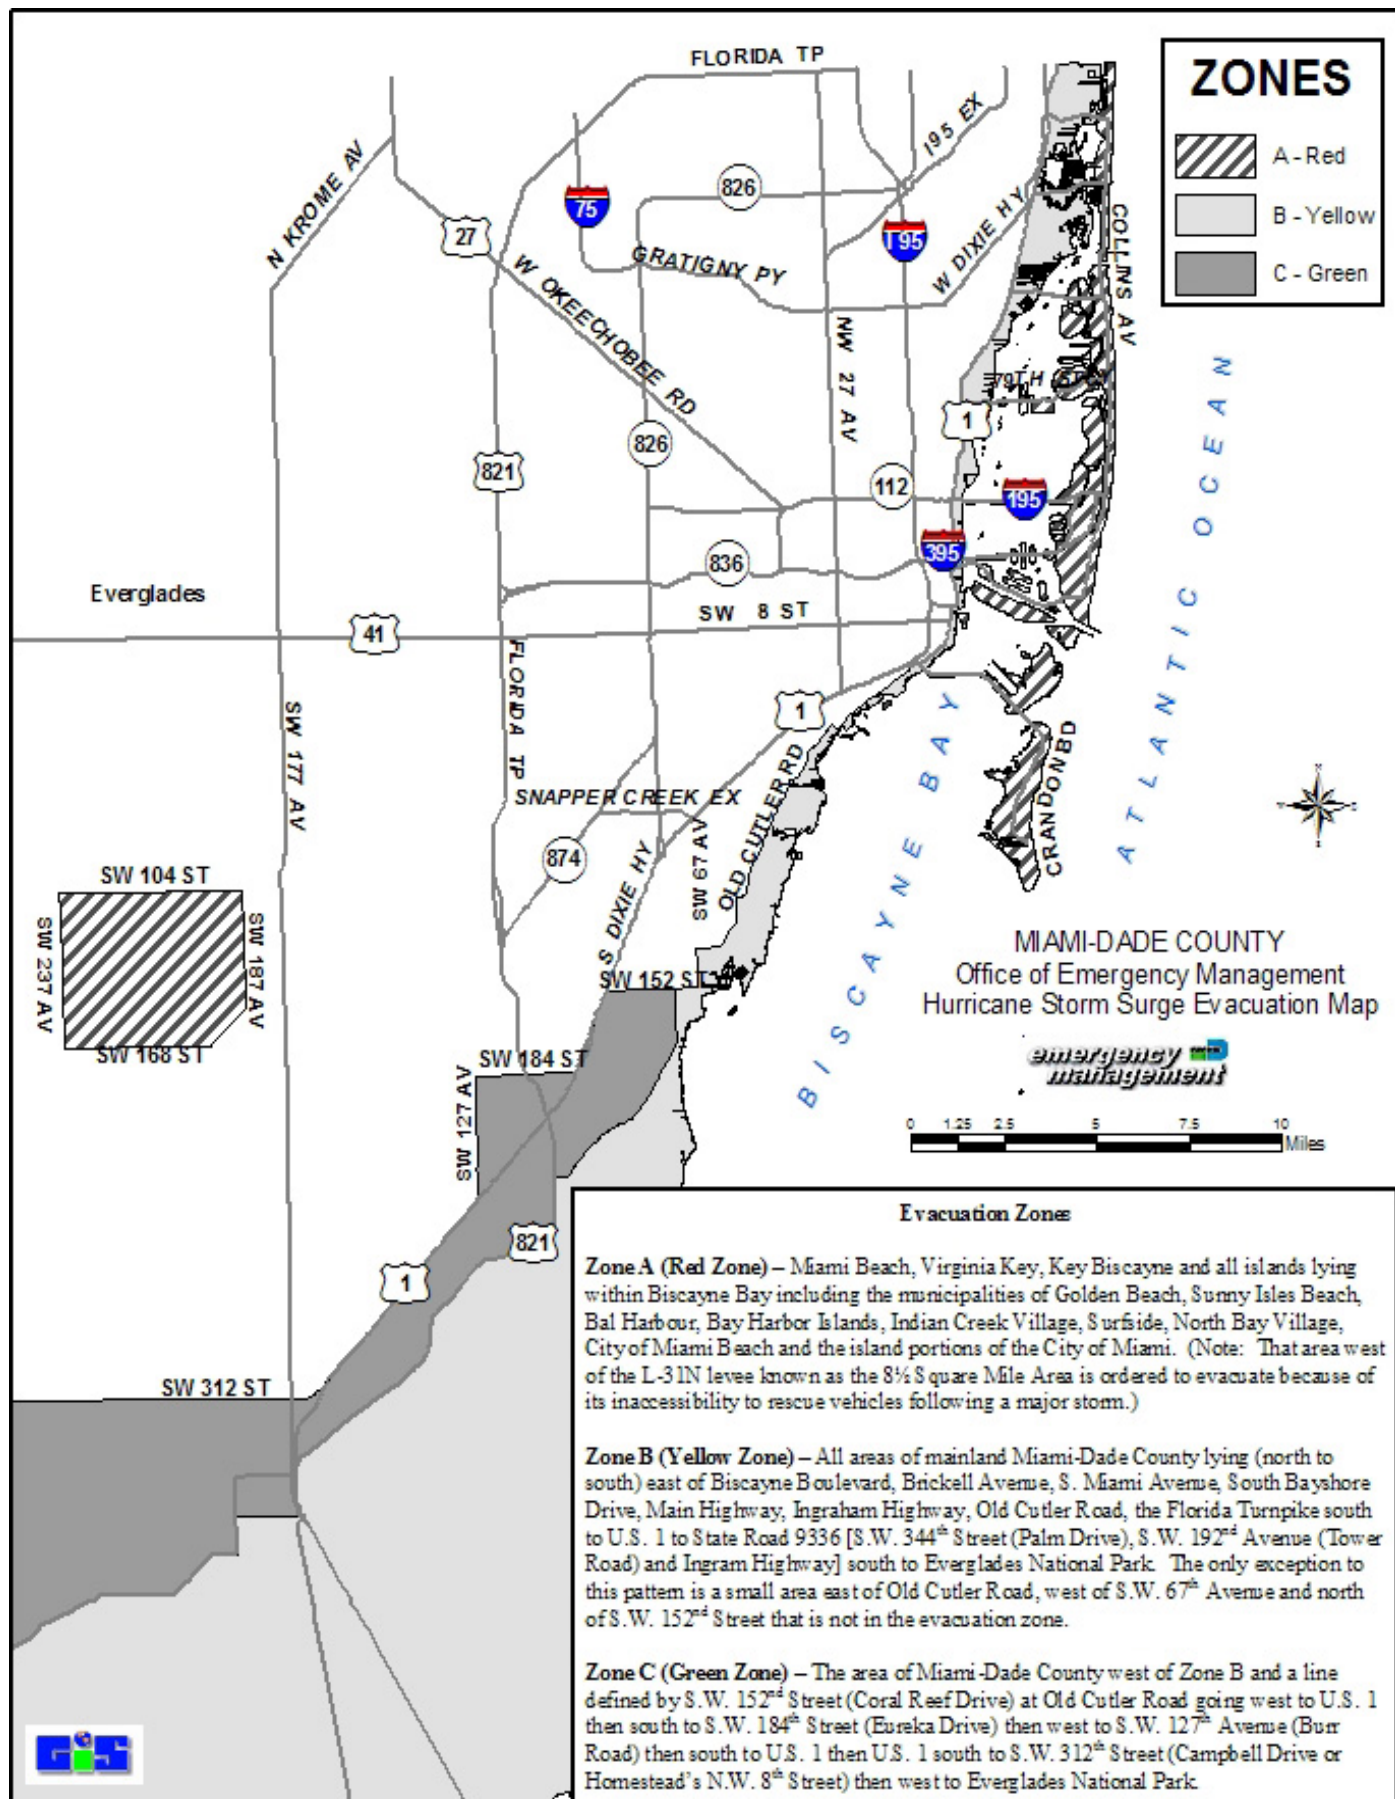 FLORIDA TP
ZONES
A - Red
B - Yellow
C - Green
N KROME AV
27
75
826
I95 EX
I 95
W DIXIE HY
COLLINS AV
GRATIGNY PY
W OKEECHOBEE RD
NW 27 AV
79TH ST
1
821
826
112
195
395
836
Everglades
41
SW 8 ST
FLORIDA TP
SW 177 AV
1
ATLANTIC OCEAN
BISCAYNE BAY
CRANDON BD
SNAPPER CREEK EX
OLD CUTLER RD
SW 67 AV
874
S DIXIE HY
SW 104 ST
SW 237 AV
SW 187 AV
SW 168 ST
SW 152 ST
SW 184 ST
SW 127 AV
MIAMI-DADE COUNTY
Office of Emergency Management
Hurricane Storm Surge Evacuation Map
emergency
management
0 1.25 2.5 5 7.5 10
Miles
821
1
SW 312 ST
Evacuation Zones
Zone A (Red Zone) – Miami Beach, Virginia Key, Key Biscayne and all islands lying
within Biscayne Bay including the municipalities of Golden Beach, Sunny Isles Beach,
Bal Harbour, Bay Harbor Islands, Indian Creek Village, Surfside, North Bay Village,
City of Miami Beach and the island portions of the City of Miami. (Note: That area west
of the L-31N levee known as the 8½ Square Mile Area is ordered to evacuate because of
its inaccessibility to rescue vehicles following a major storm.)
Zone B (Yellow Zone) – All areas of mainland Miami-Dade County lying (north to
south) east of Biscayne Boulevard, Brickell Avenue, S. Miami Avenue, South Bayshore
Drive, Main Highway, Ingraham Highway, Old Cutler Road, the Florida Turnpike south
to U.S. 1 to State Road 9336 [S.W. 344th Street (Palm Drive), S.W. 192nd Avenue (Tower
Road) and Ingram Highway] south to Everglades National Park. The only exception to
this pattern is a small area east of Old Cutler Road, west of S.W. 67th Avenue and north
of S.W. 152nd Street that is not in the evacuation zone.
Zone C (Green Zone) – The area of Miami-Dade County west of Zone B and a line
defined by S.W. 152nd Street (Coral Reef Drive) at Old Cutler Road going west to U.S. 1
then south to S.W. 184th Street (Eureka Drive) then west to S.W. 127th Avenue (Burr
Road) then south to U.S. 1 then U.S. 1 south to S.W. 312th Street (Campbell Drive or
Homestead's N.W. 8th Street) then west to Everglades National Park.
GIS